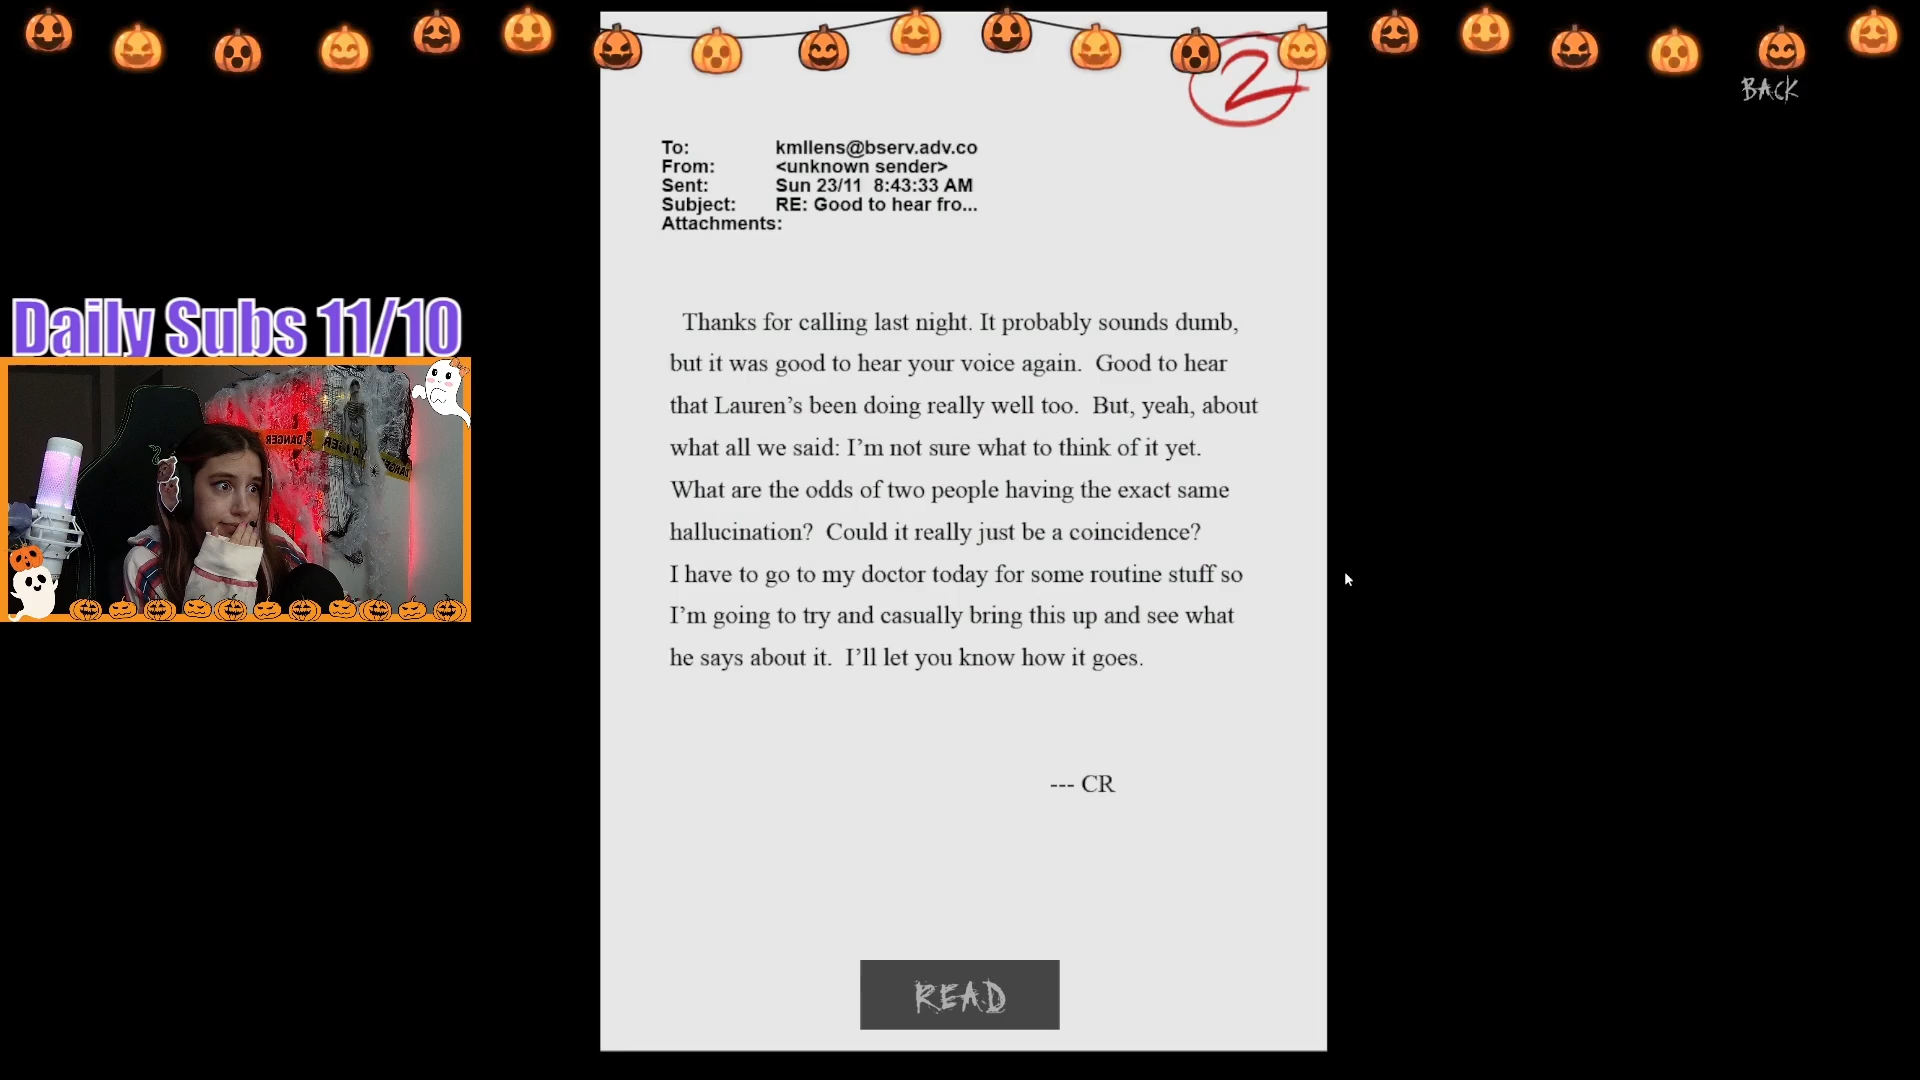 2
BACK
To: kmllens@bserv.adv.co
From: <unknown sender>
Sent: Sun 23/11 8:43:33 AM
Subject: RE: Good to hear fro...
Attachments:
Daily Subs 11/10
Thanks for calling last night. It probably sounds dumb,
but it was good to hear your voice again. Good to hear
that Lauren’s been doing really well too. But, yeah, about
what all we said: I’m not sure what to think of it yet.
What are the odds of two people having the exact same
hallucination? Could it really just be a coincidence?
I have to go to my doctor today for some routine stuff so
I’m going to try and casually bring this up and see what
he says about it. I’ll let you know how it goes.
--- CR
DANGER
DANGER
READ